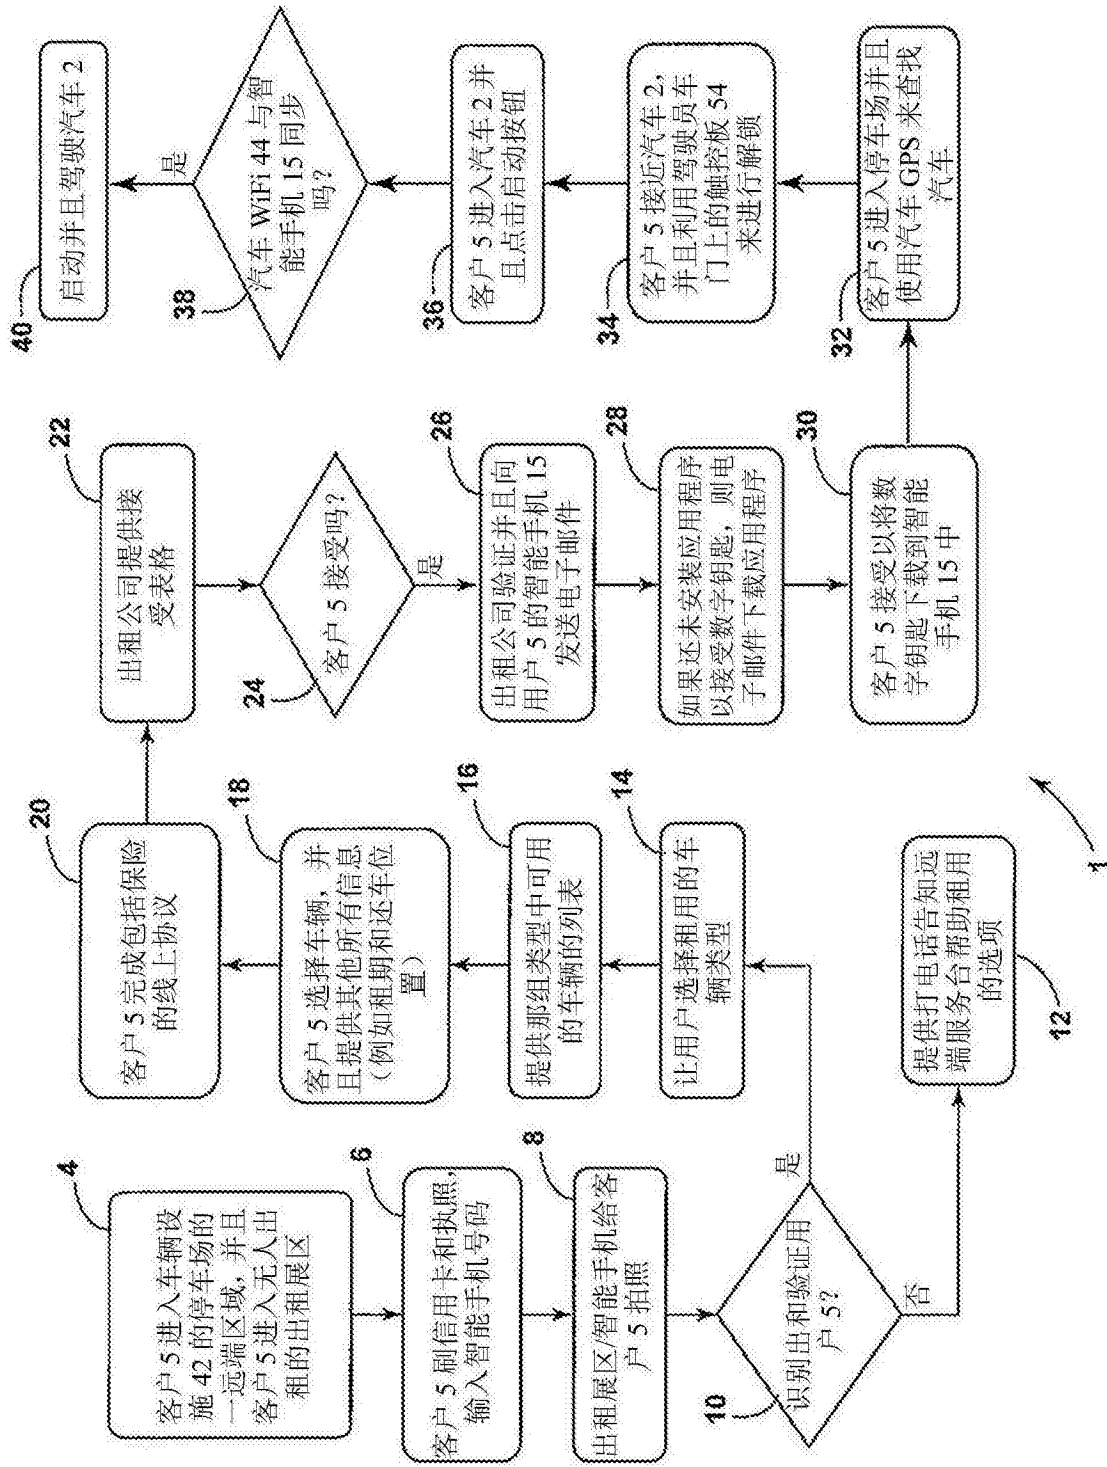 4
客户 5 进入车辆设
施 42 的停车场的
一远端区域，并且
客户 5 进入无人出
租的出租展区
6
客户 5 刷信用卡和执照，
输入智能手机号码
8
出租展区/智能手机给客
户 5 拍照
10
识别出和验证用
户 5?
是
否
12
提供打电话告知远
端服务台帮助租用
的选项
14
让用户选择租用的车
辆类型
16
提供那组类型中可用
的车辆的列表
18
客户 5 选择车辆，并
且提供其他所有信息
（例如租期和还车位
置）
20
客户 5 完成包括保险
的线上协议
22
出租公司提供接
受表格
24
客户 5 接受吗？
是
26
出租公司验证并且向
用户 5 的智能手机 15
发送电子邮件
28
如果还未安装应用程序
以接受数字钥匙，则电
子邮件下载应用程序
30
客户 5 接受以将数
字钥匙下载到智能
手机 15 中
32
客户 5 进入停车场并且
使用汽车 GPS 来查找
汽车
34
客户 5 接近汽车 2，
并且利用驾驶员车
门上的触控板 54
来进行解锁
36
客户 5 进入汽车 2 并
且点击启动按钮
38
汽车 WiFi 44 与智
能手机 15 同步
吗？
是
40
启动并且驾驶汽车 2
1